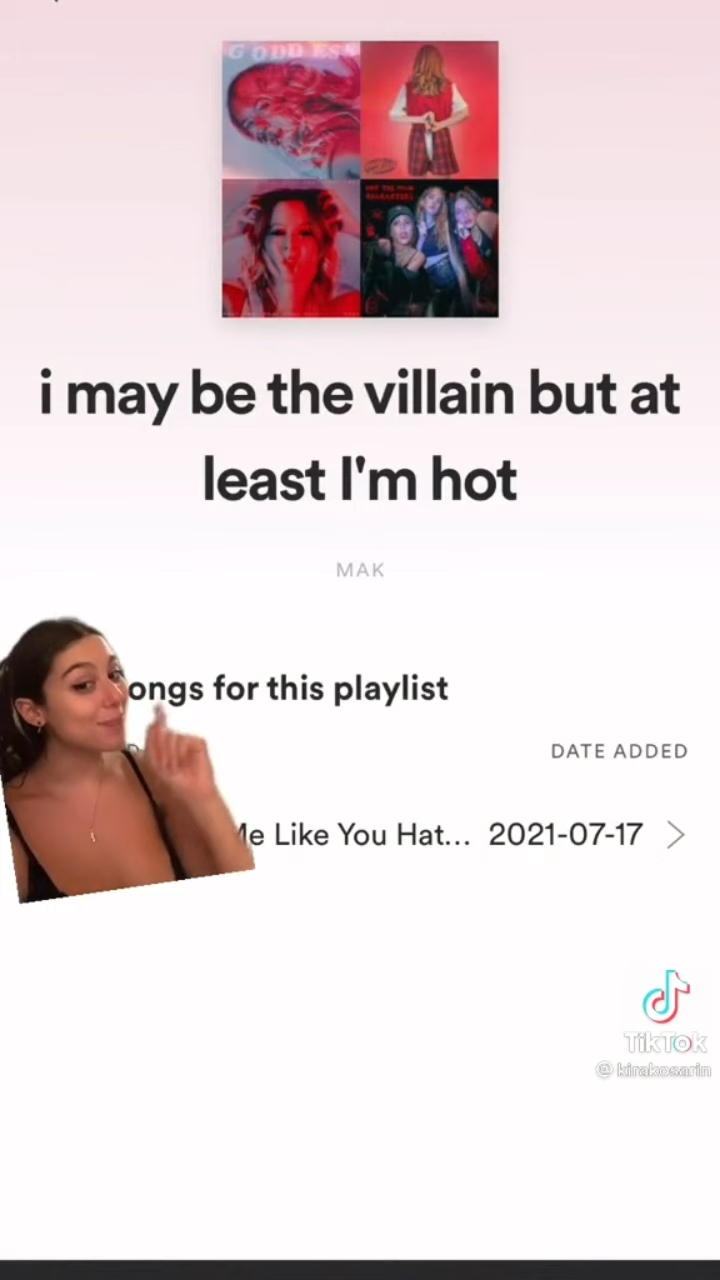 GODDESS
i may be the villain but at
least I'm hot
MAK
ongs for this playlist
DATE ADDED
Me Like You Hat... 2021-07-17
TikTok
@kirakosarin